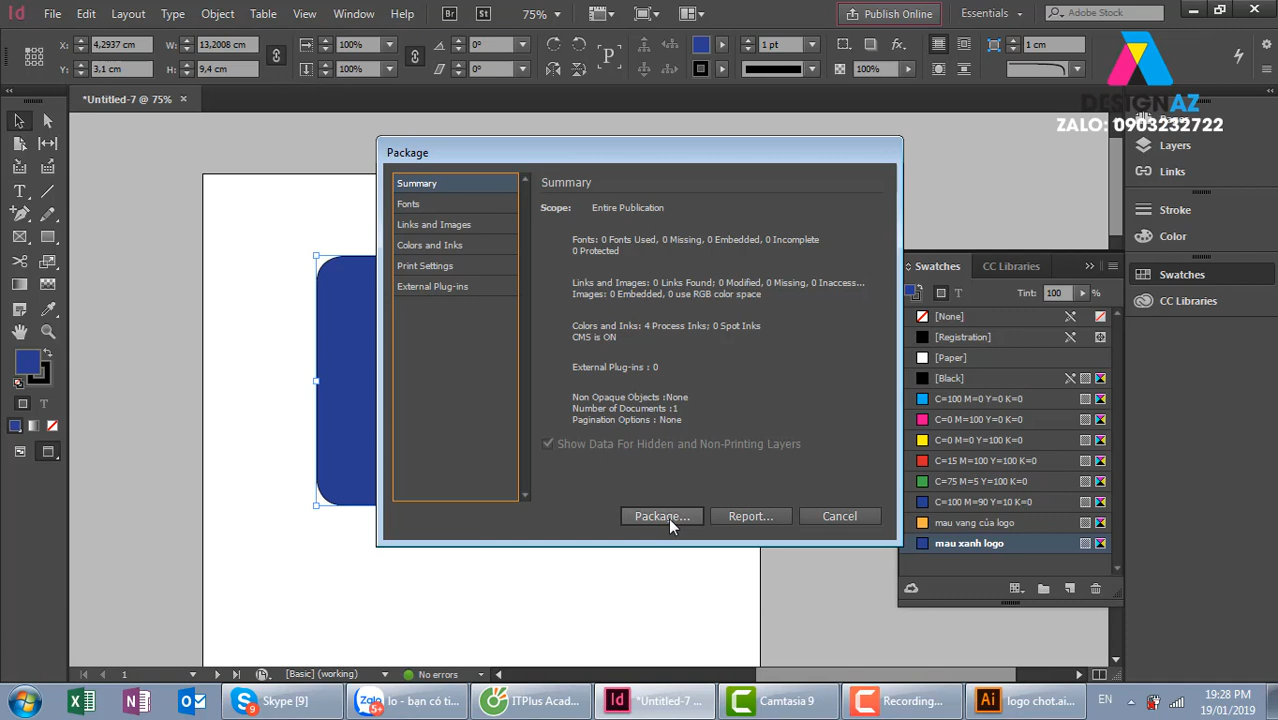 File Edit Layout Type Object Table View Window Help Br St 75% Publish Online Essentials Adobe Stock
X: 4,2937 cm W: 13,2008 cm 100% 0° 1 pt 1 cm
Y: 3,1 cm H: 9,4 cm 100% 0° 100%
DESIGNAZ
ZALO: 0903232722
*Untitled-7 @ 75%
Layers
Links
Stroke
Color
Swatches
CC Libraries
Package
Summary
Fonts
Links and Images
Colors and Inks
Print Settings
External Plug-ins
Summary
Scope: Entire Publication
Fonts: 0 Fonts Used, 0 Missing, 0 Embedded, 0 Incomplete
0 Protected
Links and Images: 0 Links Found; 0 Modified, 0 Missing, 0 Inaccess...
Images: 0 Embedded, 0 use RGB color space
Colors and Inks: 4 Process Inks; 0 Spot Inks
CMS is ON
External Plug-ins : 0
Non Opaque Objects :None
Number of Documents :1
Pagination Options : None
Show Data For Hidden and Non-Printing Layers
Package... Report... Cancel
Swatches CC Libraries
Tint: 100 %
[None]
[Registration]
[Paper]
[Black]
C=100 M=0 Y=0 K=0
C=0 M=100 Y=0 K=0
C=0 M=0 Y=100 K=0
C=15 M=100 Y=100 K=0
C=75 M=5 Y=100 K=0
C=100 M=90 Y=10 K=0
mau vang của logo
mau xanh logo
1 [Basic] (working) No errors
Skype [9] lo - bạn có ti... ITPlus Acad... *Untitled-7 ... Camtasia 9 Recording... logo chot.ai... EN
19:28 PM
19/01/2019